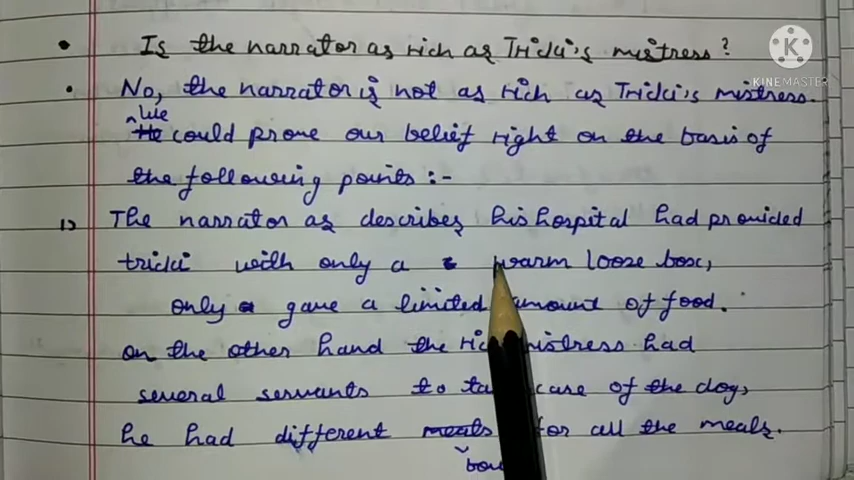 Is the narrator as rich as Tricki's mistress?
K
KINEMASTER
No, the narrator is not as rich as Tricki's mistress.
We
He could prove our belief right on the basis of
the following points :-
1) The narrator as describes his hospital had provided
tricki with only a warm loose box,
only gave a limited amount of food.
on the other hand the mistress had
several servants to care of the dog,
he had different meals for all the meals.